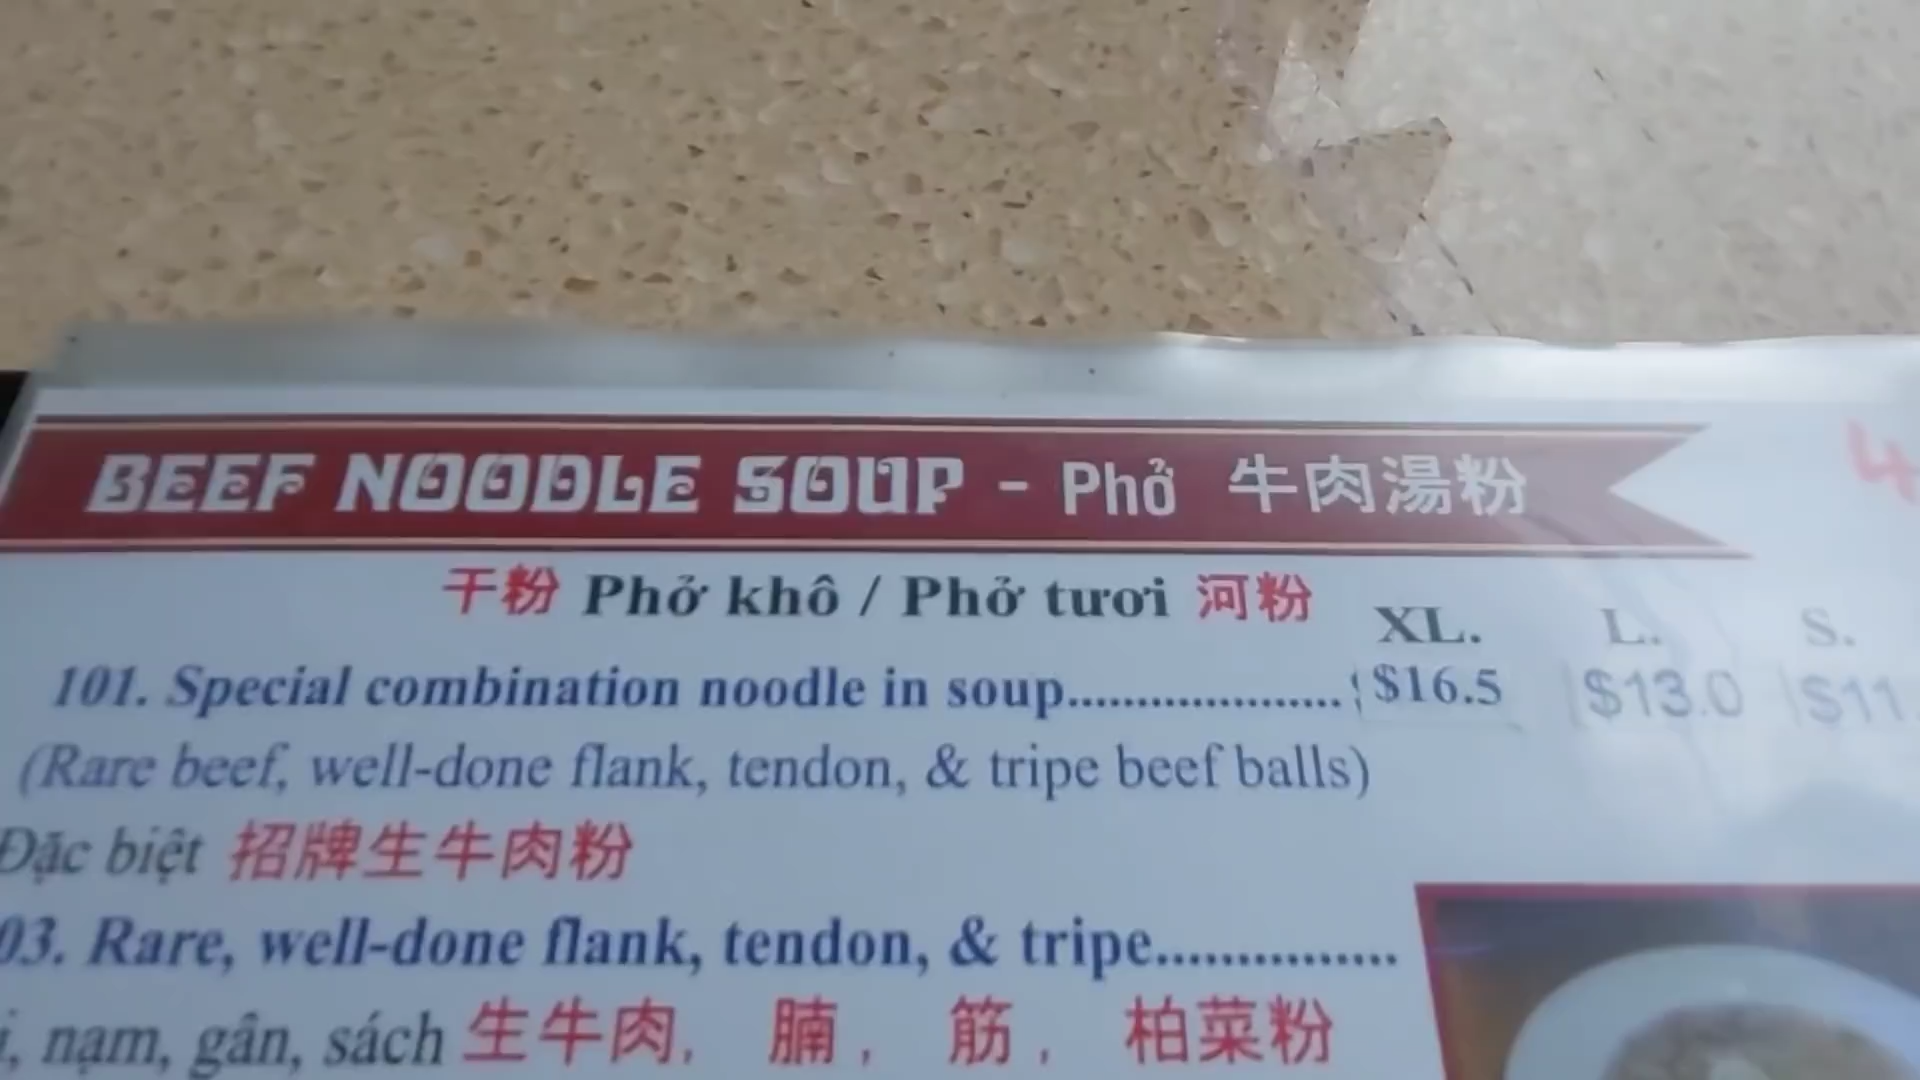 BEEF NOODLE SOUP - Phở 牛肉湯粉
干粉 Phở khô / Phở tươi 河粉
XL. L. S.
101. Special combination noodle in soup.................... $16.5 $13.0 $11.
(Rare beef, well-done flank, tendon, & tripe beef balls)
Đặc biệt 招牌生牛肉粉
03. Rare, well-done flank, tendon, & tripe...............
i, nạm, gân, sách 生牛肉, 腩, 筋, 柏菜粉